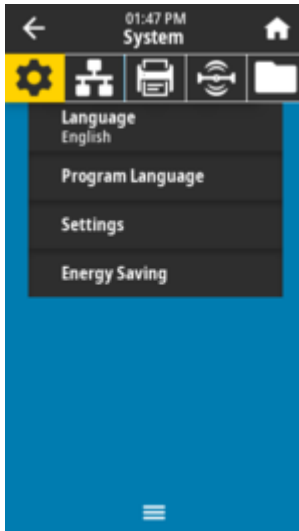 01:47 PM
System
Language
English
Program Language
Settings
Energy Saving